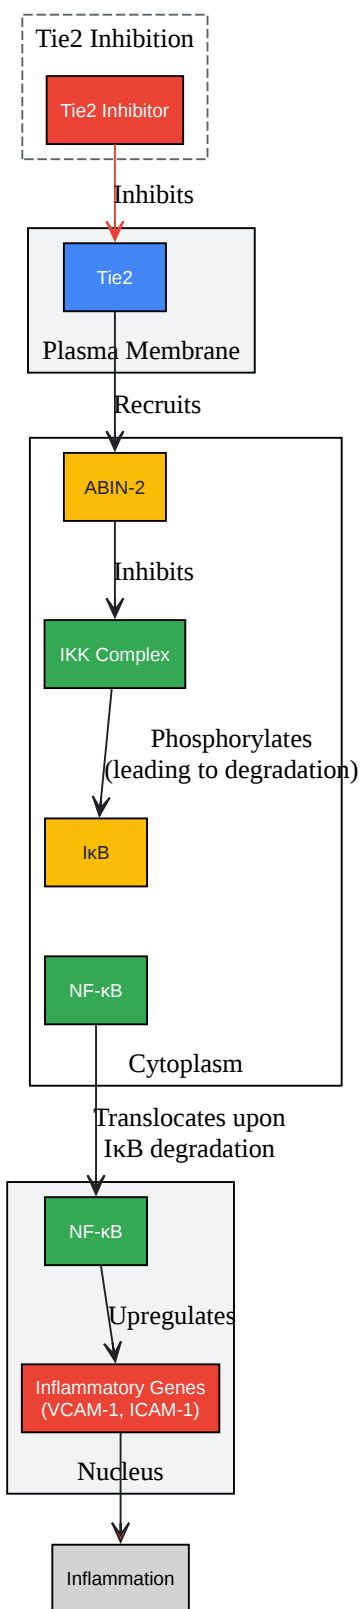 Tie2 Inhibition
Tie2 Inhibitor
Inhibits
Tie2
Plasma Membrane
Recruits
ABIN-2
Inhibits
IKK Complex
Phosphorylates
(leading to degradation)
IκB
NF-κB
Cytoplasm
Translocates upon
IκB degradation
NF-κB
Upregulates
Inflammatory Genes
(VCAM-1, ICAM-1)
Nucleus
Inflammation